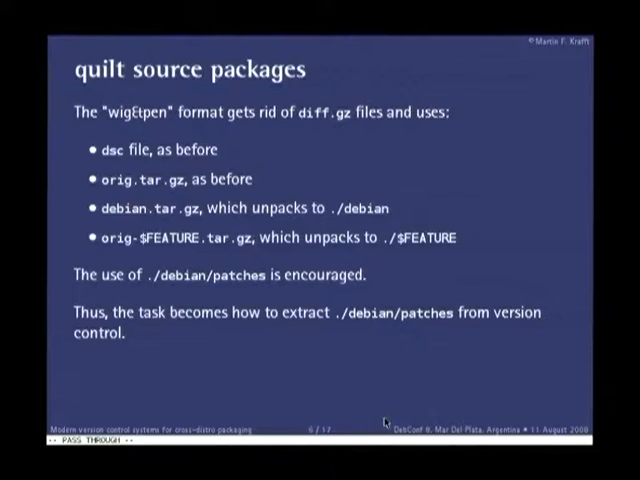 © Martin F. Krafft
quilt source packages
The "wig&pen" format gets rid of diff.gz files and uses:
• dsc file, as before
• orig.tar.gz, as before
• debian.tar.gz, which unpacks to ./debian
• orig-$FEATURE.tar.gz, which unpacks to ./$FEATURE
The use of ./debian/patches is encouraged.
Thus, the task becomes how to extract ./debian/patches from version
control.
Modern version control systems for cross-distro packaging 6 / 17 DebConf 8, Mar Del Plata, Argentina • 11 August 2008
-- PASS THROUGH --